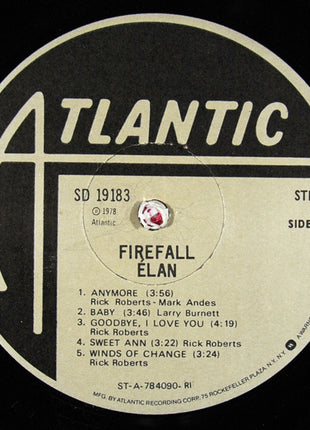 ATLANTIC
SD 19183
℗ 1978
Atlantic
STE
SIDE
FIREFALL
ÉLAN
1. ANYMORE (3:56)
Rick Roberts - Mark Andes
2. BABY (3:46) Larry Burnett
3. GOODBYE, I LOVE YOU (4:19)
Rick Roberts
4. SWEET ANN (3:42) Rick Roberts
5. WINDS OF CHANGE (3:24)
Rick Roberts
ST-A-784090- RI
MFG. BY ATLANTIC RECORDING CORP. 75 ROCKEFELLER PLAZA, N.Y., N.Y.
A WARN